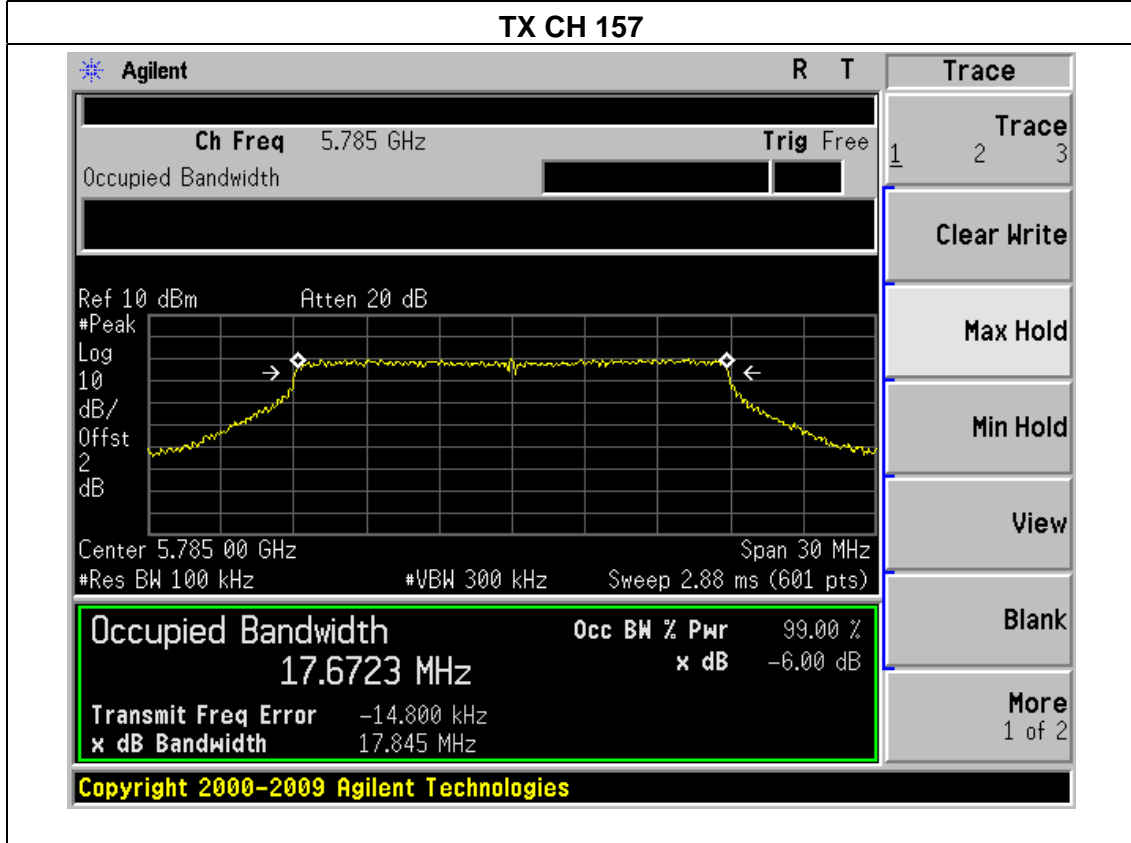 TX CH 157
Agilent R T Trace
Ch Freq 5.785 GHz Trig Free
Occupied Bandwidth
Trace
1 2 3
Clear Write
Max Hold
Min Hold
View
Blank
More
1 of 2
Ref 10 dBm Atten 20 dB
#Peak
Log
10
dB/
Offst
2
dB
Center 5.785 00 GHz Span 30 MHz
#Res BW 100 kHz #VBW 300 kHz Sweep 2.88 ms (601 pts)
Occupied Bandwidth Occ BW % Pwr 99.00 %
17.6723 MHz x dB -6.00 dB
Transmit Freq Error -14.800 kHz
x dB Bandwidth 17.845 MHz
Copyright 2000-2009 Agilent Technologies